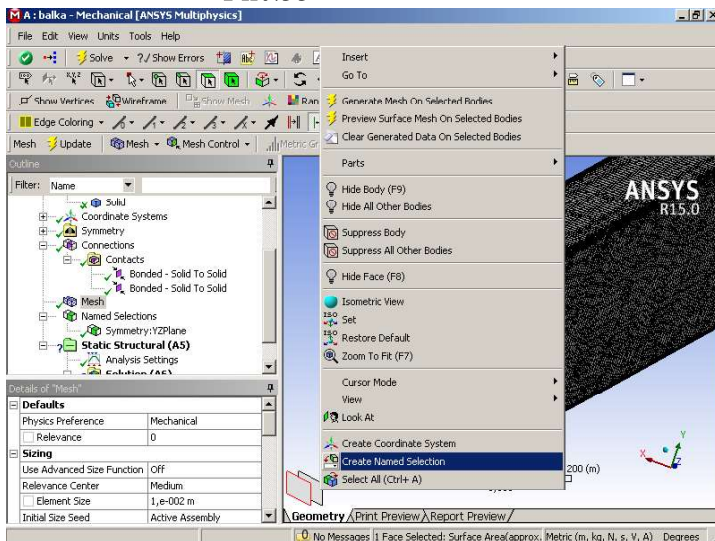 A : balka - Mechanical [ANSYS Multiphysics]
File Edit View Units Tools Help
Solve ?/ Show Errors
Show Vertices Wireframe Show Mesh Ran
Edge Coloring
Mesh Update Mesh Mesh Control Metric Gr
Outline
Filter: Name
Solid
Coordinate Systems
Symmetry
Connections
Contacts
Bonded - Solid To Solid
Bonded - Solid To Solid
Mesh
Named Selections
Symmetry:YZPlane
Static Structural (A5)
Analysis Settings
Solution (A6)
Details of "Mesh"
Defaults
Physics Preference Mechanical
Relevance 0
Sizing
Use Advanced Size Function Off
Relevance Center Medium
Element Size 1,e-002 m
Initial Size Seed Active Assembly
Insert
Go To
Generate Mesh On Selected Bodies
Preview Surface Mesh On Selected Bodies
Clear Generated Data On Selected Bodies
Parts
Hide Body (F9)
Hide All Other Bodies
Suppress Body
Suppress All Other Bodies
Hide Face (F8)
Isometric View
ISO Set
ISO Restore Default
Zoom To Fit (F7)
Cursor Mode
View
Look At
Create Coordinate System
Create Named Selection
Select All (Ctrl+ A)
ANSYS
R15.0
Y
X
Z
200 (m)
Geometry Print Preview Report Preview
0 No Messages 1 Face Selected: Surface Area(approx. Metric (m, kg, N, s, V, A) Degrees